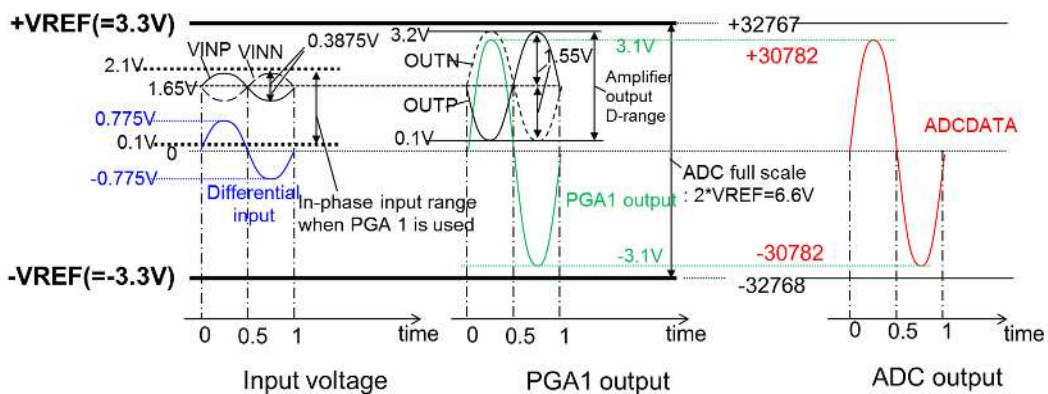 +VREF(=3.3V)
VINP VINN
0.3875V
2.1V
1.65V
0.775V
0.1V
0
-0.775V
Differential
input
In-phase input range
when PGA 1 is used
-VREF(=-3.3V)
0 0.5 1 time
Input voltage
3.2V
OUTN
OUTP
0.1V
1.55V
3.1V
Amplifier
output
D-range
ADC full scale
: 2*VREF=6.6V
PGA1 output
-3.1V
0 0.5 1 time
PGA1 output
+32767
+30782
ADCDATA
-30782
-32768
0 0.5 1 time
ADC output